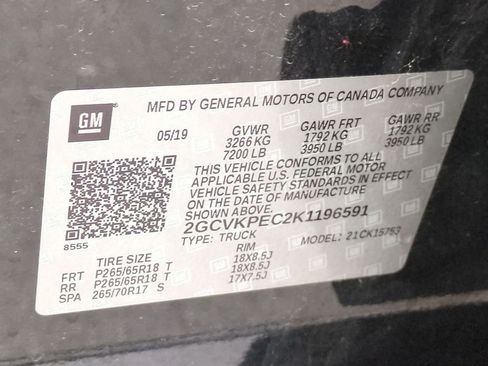 GM
MFD BY GENERAL MOTORS OF CANADA COMPANY
05/19 GVWR GAWR FRT GAWR RR
3266 KG 1792 KG 1792 KG
7200 LB 3950 LB 3950 LB
THIS VEHICLE CONFORMS TO ALL
APPLICABLE U.S. FEDERAL MOTOR
VEHICLE SAFETY STANDARDS IN EFFECT
ON THE DATE OF MANUFACTURE
SHOWN ABOVE.
2GCVKPEC2K1196591
TYPE: TRUCK MODEL: 21CK15753
8555
TIRE SIZE RIM
FRT P265/65R18 T 18X8.5J
RR P265/65R18 T 18X8.5J
SPA 265/70R17 S 17X7.5J